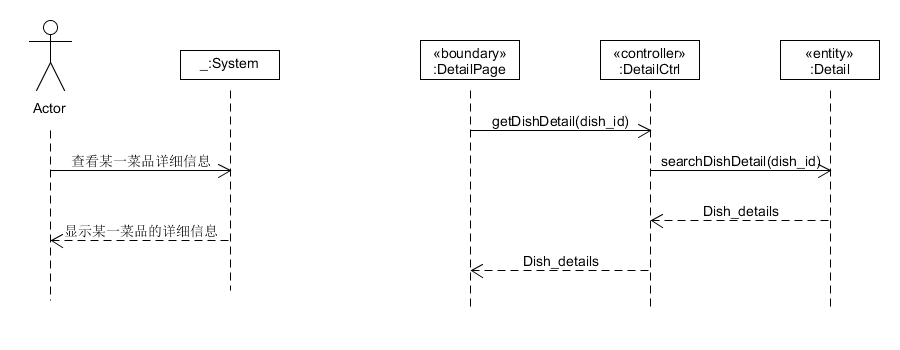 Actor
_:System
查看某一菜品详细信息
显示某一菜品的详细信息
«boundary»
:DetailPage
«controller»
:DetailCtrl
«entity»
:Detail
getDishDetail(dish_id)
searchDishDetail(dish_id)
Dish_details
Dish_details